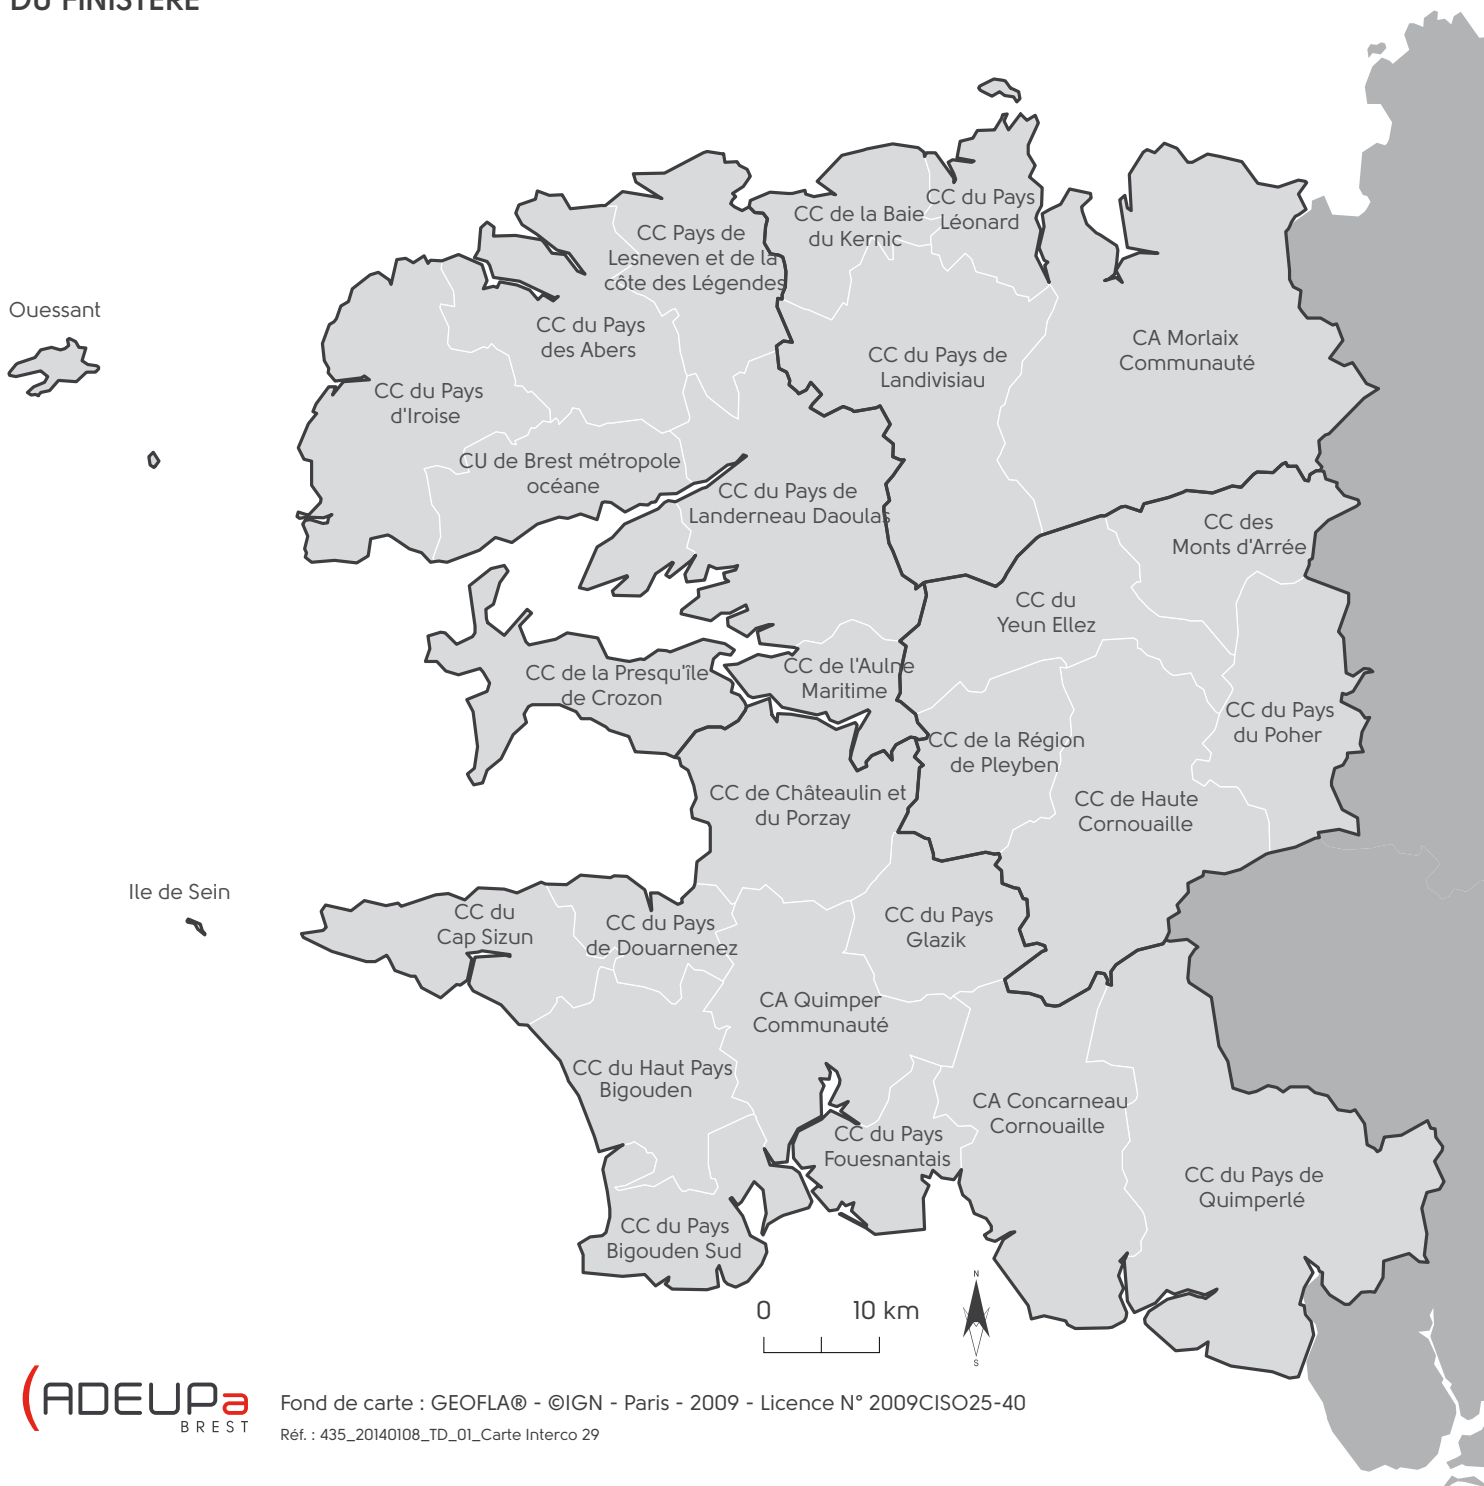 DU FINISTÈRE
CC du Pays
Léonard
CC de la Baie
du Kernic
CC Pays de
Lesneven et de la
côte des Légendes
Ouessant
CC du Pays
des Abers
CA Morlaix
Communauté
CC du Pays de
Landivisiau
CC du Pays
d'Iroise
CU de Brest métropole
océane
CC du Pays de
Landerneau Daoulas
CC des
Monts d'Arrée
CC du
Yeun Ellez
CC de la Presqu'île
de Crozon
CC de l'Aulne
Maritime
CC du Pays
du Poher
CC de la Région
de Pleyben
CC de Châteaulin et
du Porzay
CC de Haute
Cornouaille
Ile de Sein
CC du
Cap Sizun
CC du Pays
de Douarnenez
CC du Pays
Glazik
CA Quimper
Communauté
CC du Haut Pays
Bigouden
CA Concarneau
Cornouaille
CC du Pays
Fouesnantais
CC du Pays de
Quimperlé
CC du Pays
Bigouden Sud
N
0 10 km
S
ADEUPa
BREST
Fond de carte : GEOFLA® - ©IGN - Paris - 2009 - Licence N° 2009CISO25-40
Réf. : 435_20140108_TD_01_Carte Interco 29